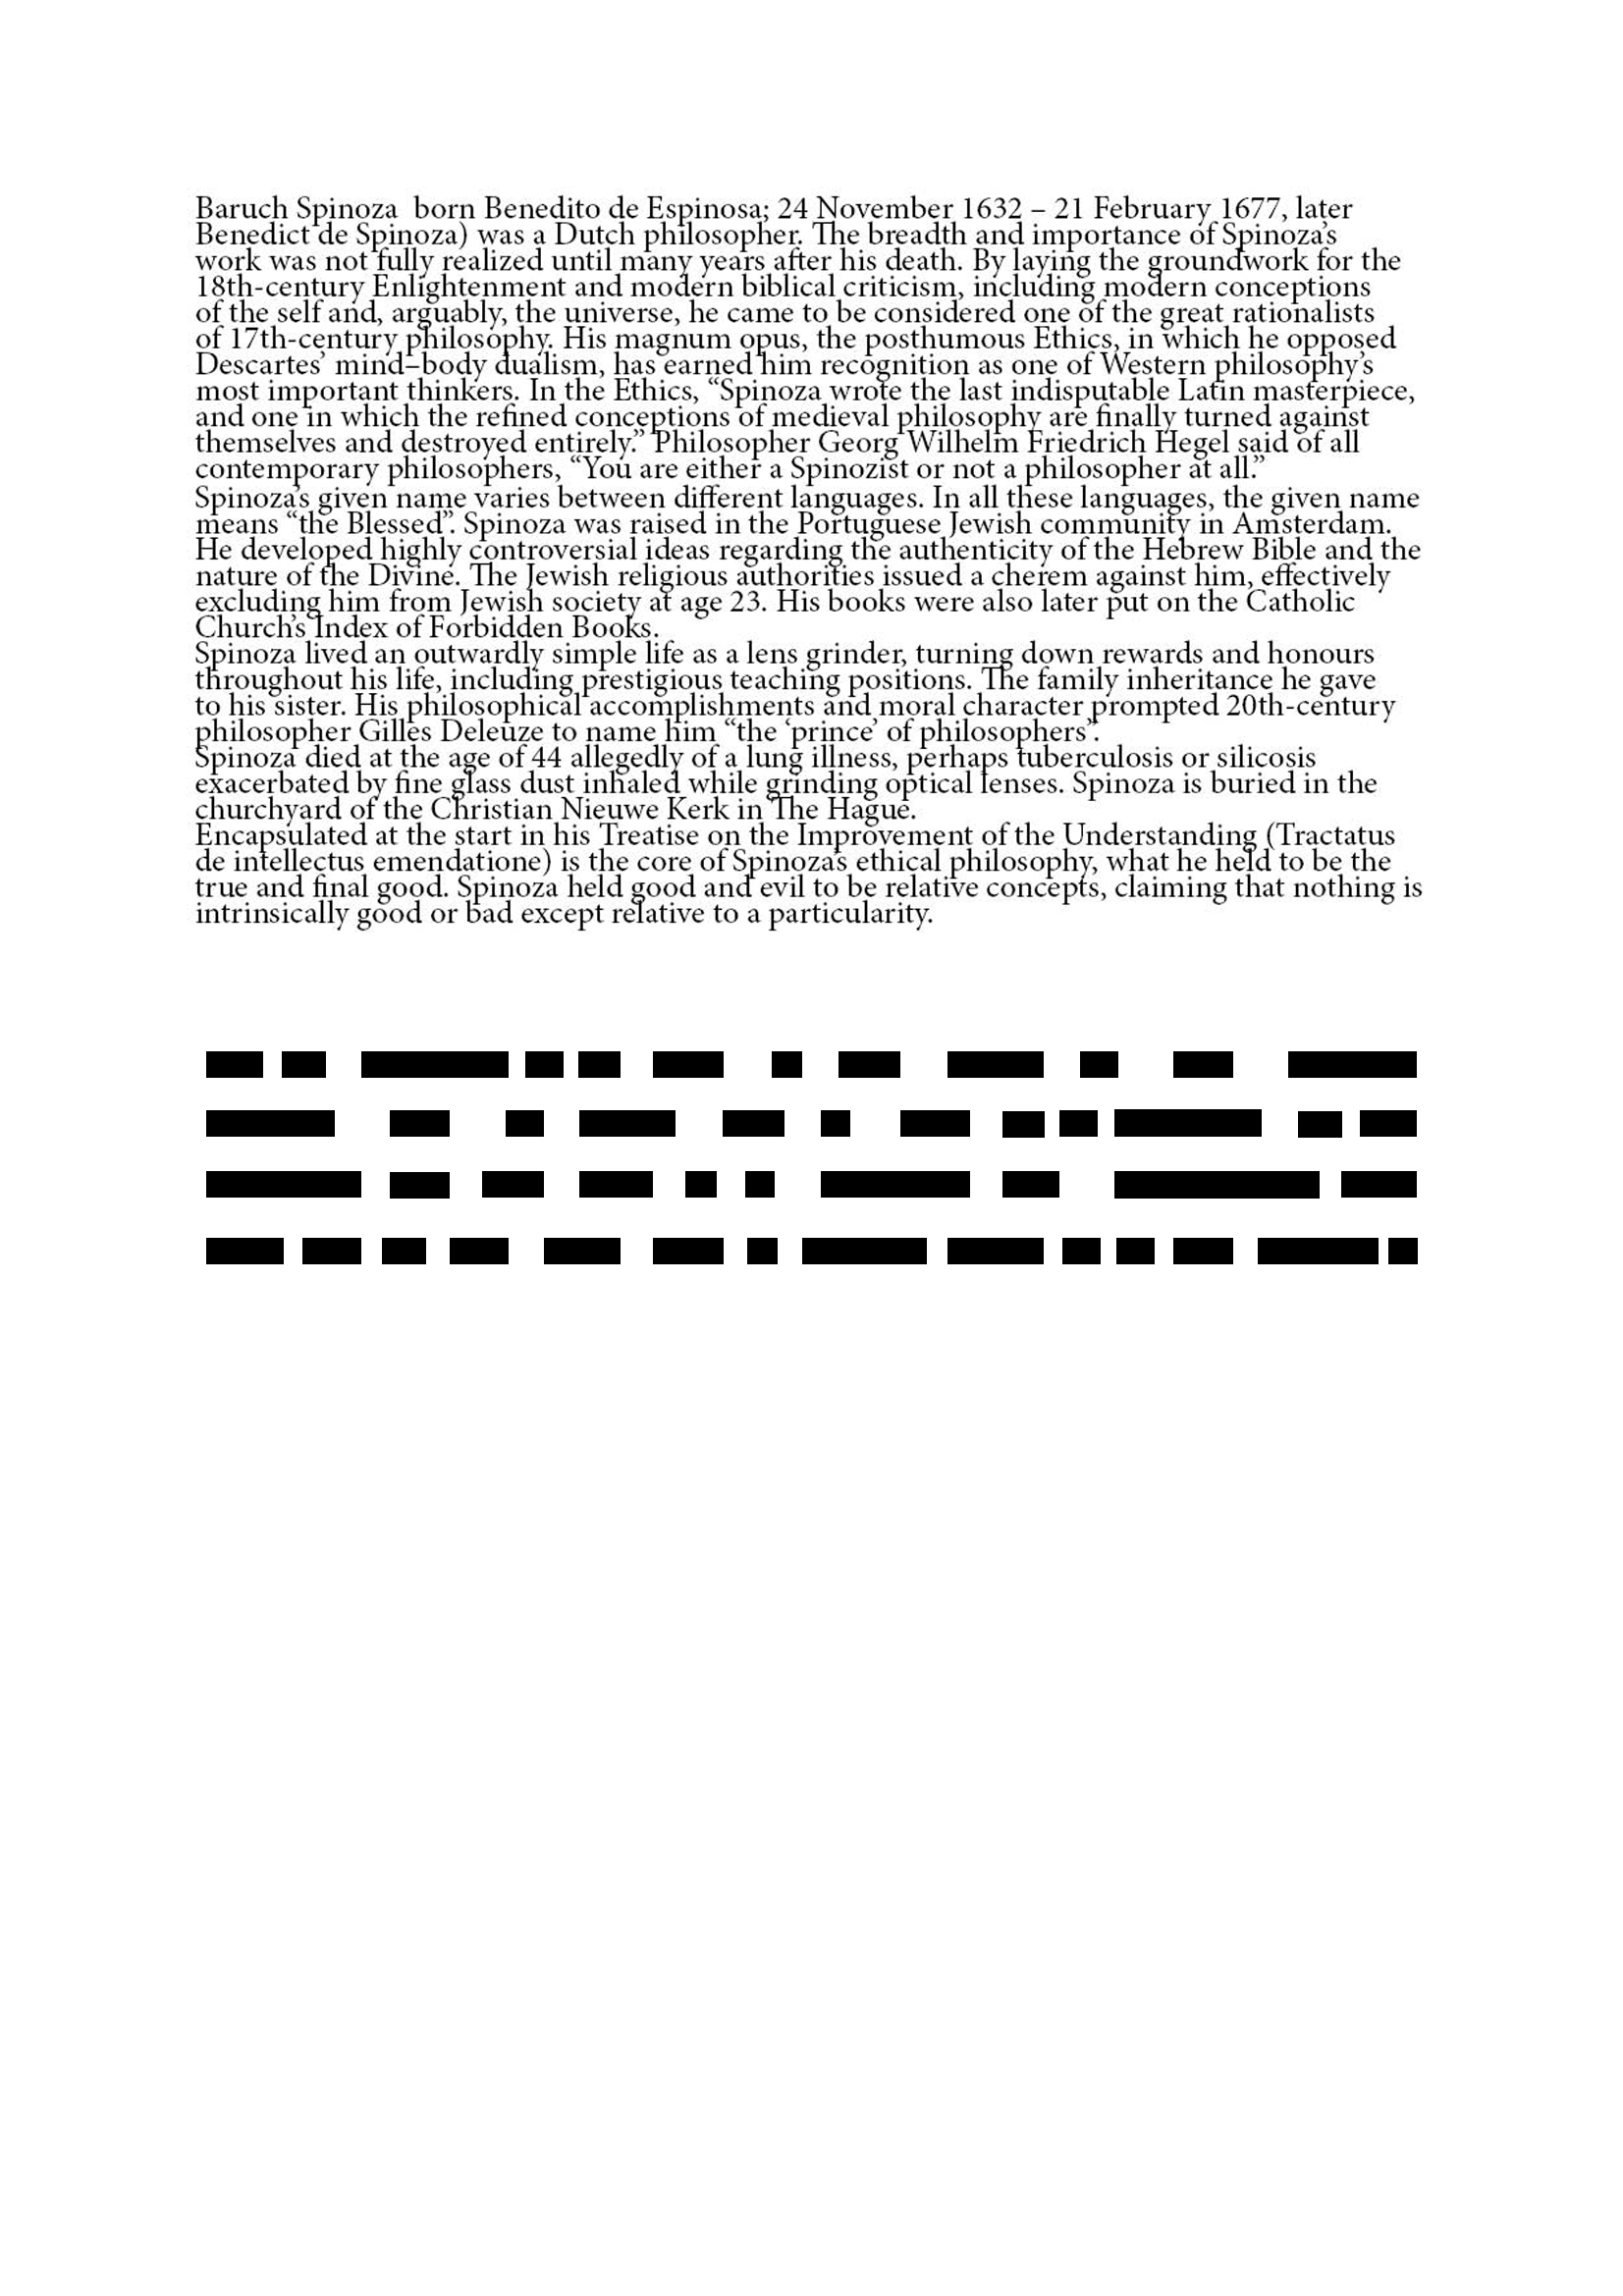 Baruch Spinoza  born Benedito de Espinosa; 24 November 1632 – 21 February 1677, later
Benedict de Spinoza) was a Dutch philosopher. The breadth and importance of Spinoza’s
work was not fully realized until many years after his death. By laying the groundwork for the
18th-century Enlightenment and modern biblical criticism, including modern conceptions
of the self and, arguably, the universe, he came to be considered one of the great rationalists
of 17th-century philosophy. His magnum opus, the posthumous Ethics, in which he opposed
Descartes’ mind–body dualism, has earned him recognition as one of Western philosophy’s
most important thinkers. In the Ethics, “Spinoza wrote the last indisputable Latin masterpiece,
and one in which the refined conceptions of medieval philosophy are finally turned against
themselves and destroyed entirely.” Philosopher Georg Wilhelm Friedrich Hegel said of all
contemporary philosophers, “You are either a Spinozist or not a philosopher at all.”
Spinoza’s given name varies between different languages. In all these languages, the given name
means “the Blessed”. Spinoza was raised in the Portuguese Jewish community in Amsterdam.
He developed highly controversial ideas regarding the authenticity of the Hebrew Bible and the
nature of the Divine. The Jewish religious authorities issued a cherem against him, effectively
excluding him from Jewish society at age 23. His books were also later put on the Catholic
Church’s Index of Forbidden Books.
Spinoza lived an outwardly simple life as a lens grinder, turning down rewards and honours
throughout his life, including prestigious teaching positions. The family inheritance he gave
to his sister. His philosophical accomplishments and moral character prompted 20th-century
philosopher Gilles Deleuze to name him “the ‘prince’ of philosophers”.
Spinoza died at the age of 44 allegedly of a lung illness, perhaps tuberculosis or silicosis
exacerbated by fine glass dust inhaled while grinding optical lenses. Spinoza is buried in the
churchyard of the Christian Nieuwe Kerk in The Hague.
Encapsulated at the start in his Treatise on the Improvement of the Understanding (Tractatus
de intellectus emendatione) is the core of Spinoza’s ethical philosophy, what he held to be the
true and final good. Spinoza held good and evil to be relative concepts, claiming that nothing is
intrinsically good or bad except relative to a particularity.